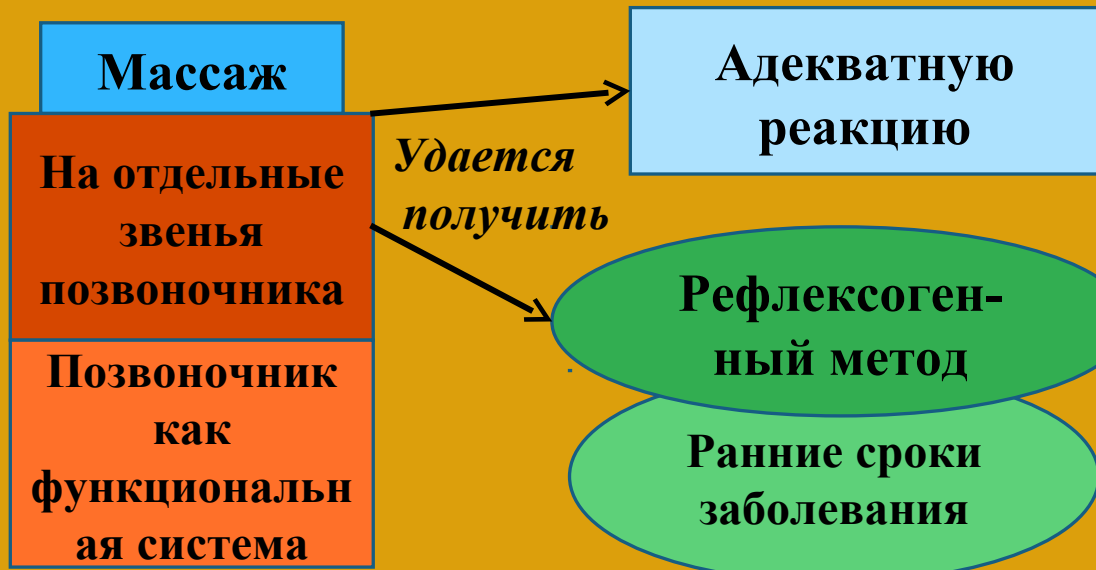 Массаж
На отдельные
звенья
позвоночника
Позвоночник
как
функциональн
ая система
Удается
получить
Адекватную
реакцию
Рефлексоген-
ный метод
Ранние сроки
заболевания